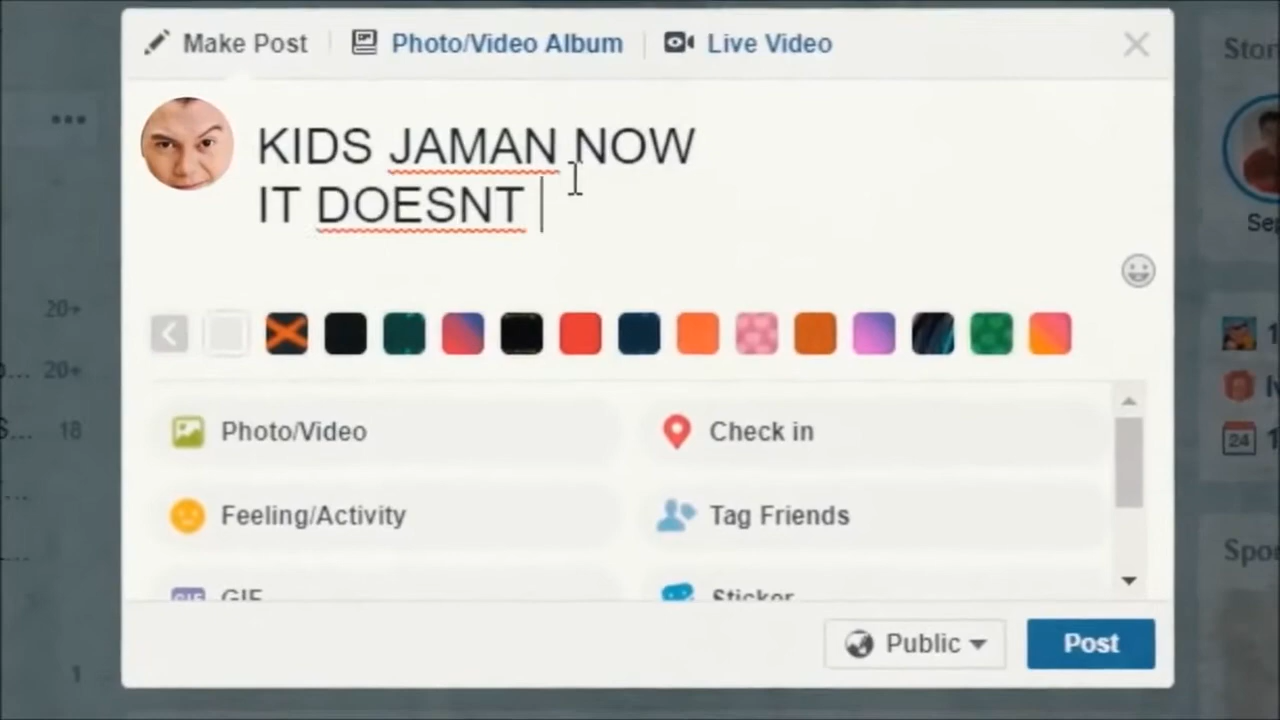 Make Post
Photo/Video Album
Live Video
KIDS JAMAN NOW
IT DOESNT
20+
20+
18
1
Photo/Video
Check in
Feeling/Activity
Tag Friends
GIF
Sticker
24
Public
Post